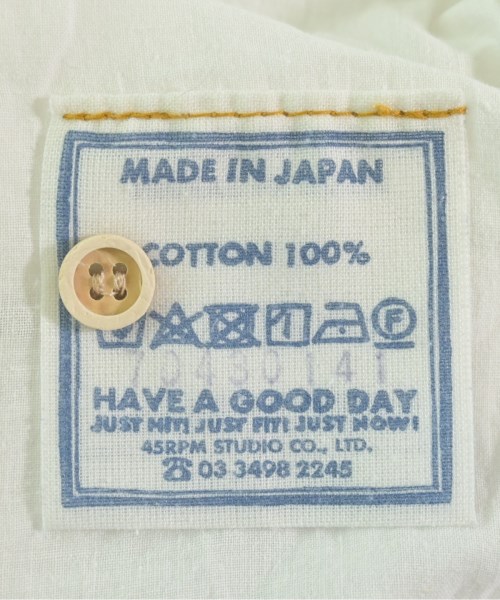 MADE IN JAPAN
COTTON 100%
F
70430141
HAVE A GOOD DAY
JUST HIT! JUST FIT! JUST NOW!
45RPM STUDIO CO., LTD.
☎ 03 3498 2245